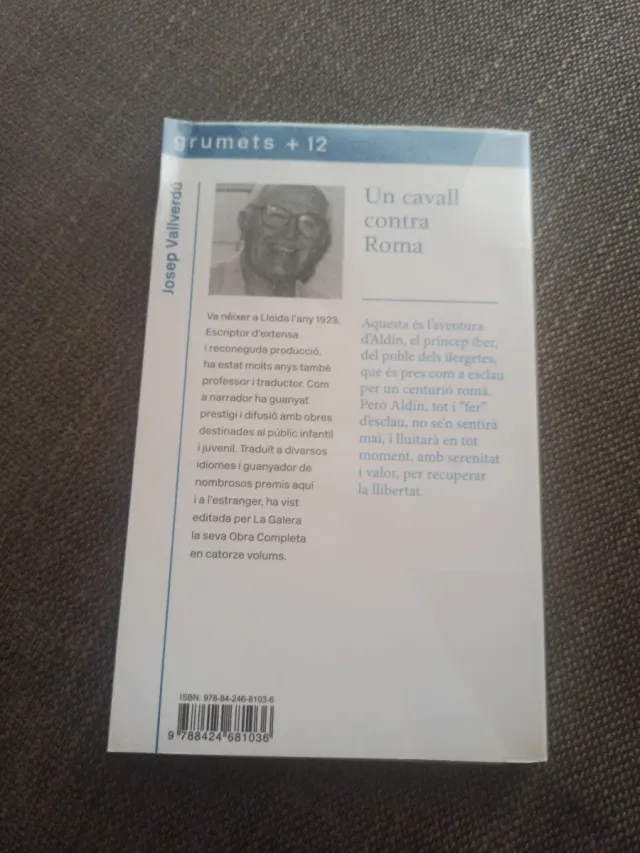 grumets + 12
Josep Vallverdú
Un cavall
contra
Roma
Va néixer a Lleida l'any 1923.
Escriptor d'extensa
i reconeguda producció,
ha estat molts anys també
professor i traductor. Com
a narrador ha guanyat
prestigi i difusió amb obres
destinades al públic infantil
i juvenil. Traduït a diversos
idiomes i guanyador de
nombrosos premis aquí
i a l'estranger, ha vist
editada per La Galera
la seva Obra Completa
en catorze volums.
Aquesta és l'aventura
d'Aldín, el príncep iber,
del poble dels ilergetes,
que és pres com a esclau
per un centurió romà.
Però Aldín, tot i "fer"
d'esclau, no se'n sentirà
mai, i lluitarà en tot
moment, amb serenitat
i valor, per recuperar
la llibertat.
ISBN: 978-84-246-8103-6
9 788424 681036